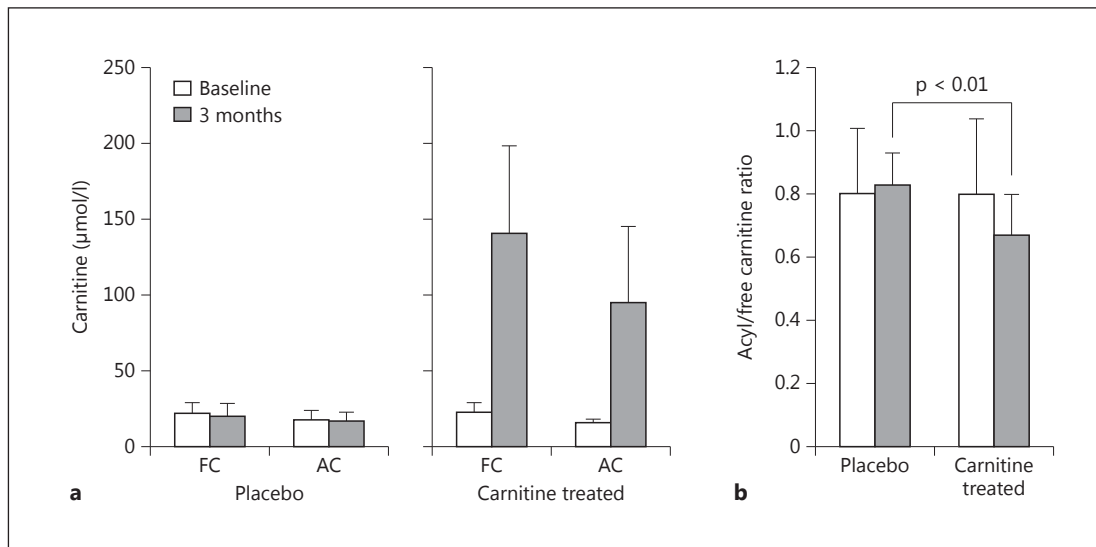 250
200
150
100
50
0
Carnitine (µmol/l)
Baseline
3 months
FC
AC
FC
AC
Placebo
Carnitine treated
a
1.2
1.0
0.8
0.6
0.4
0.2
0
Acyl/free carnitine ratio
p < 0.01
Placebo
Carnitine
treated
b